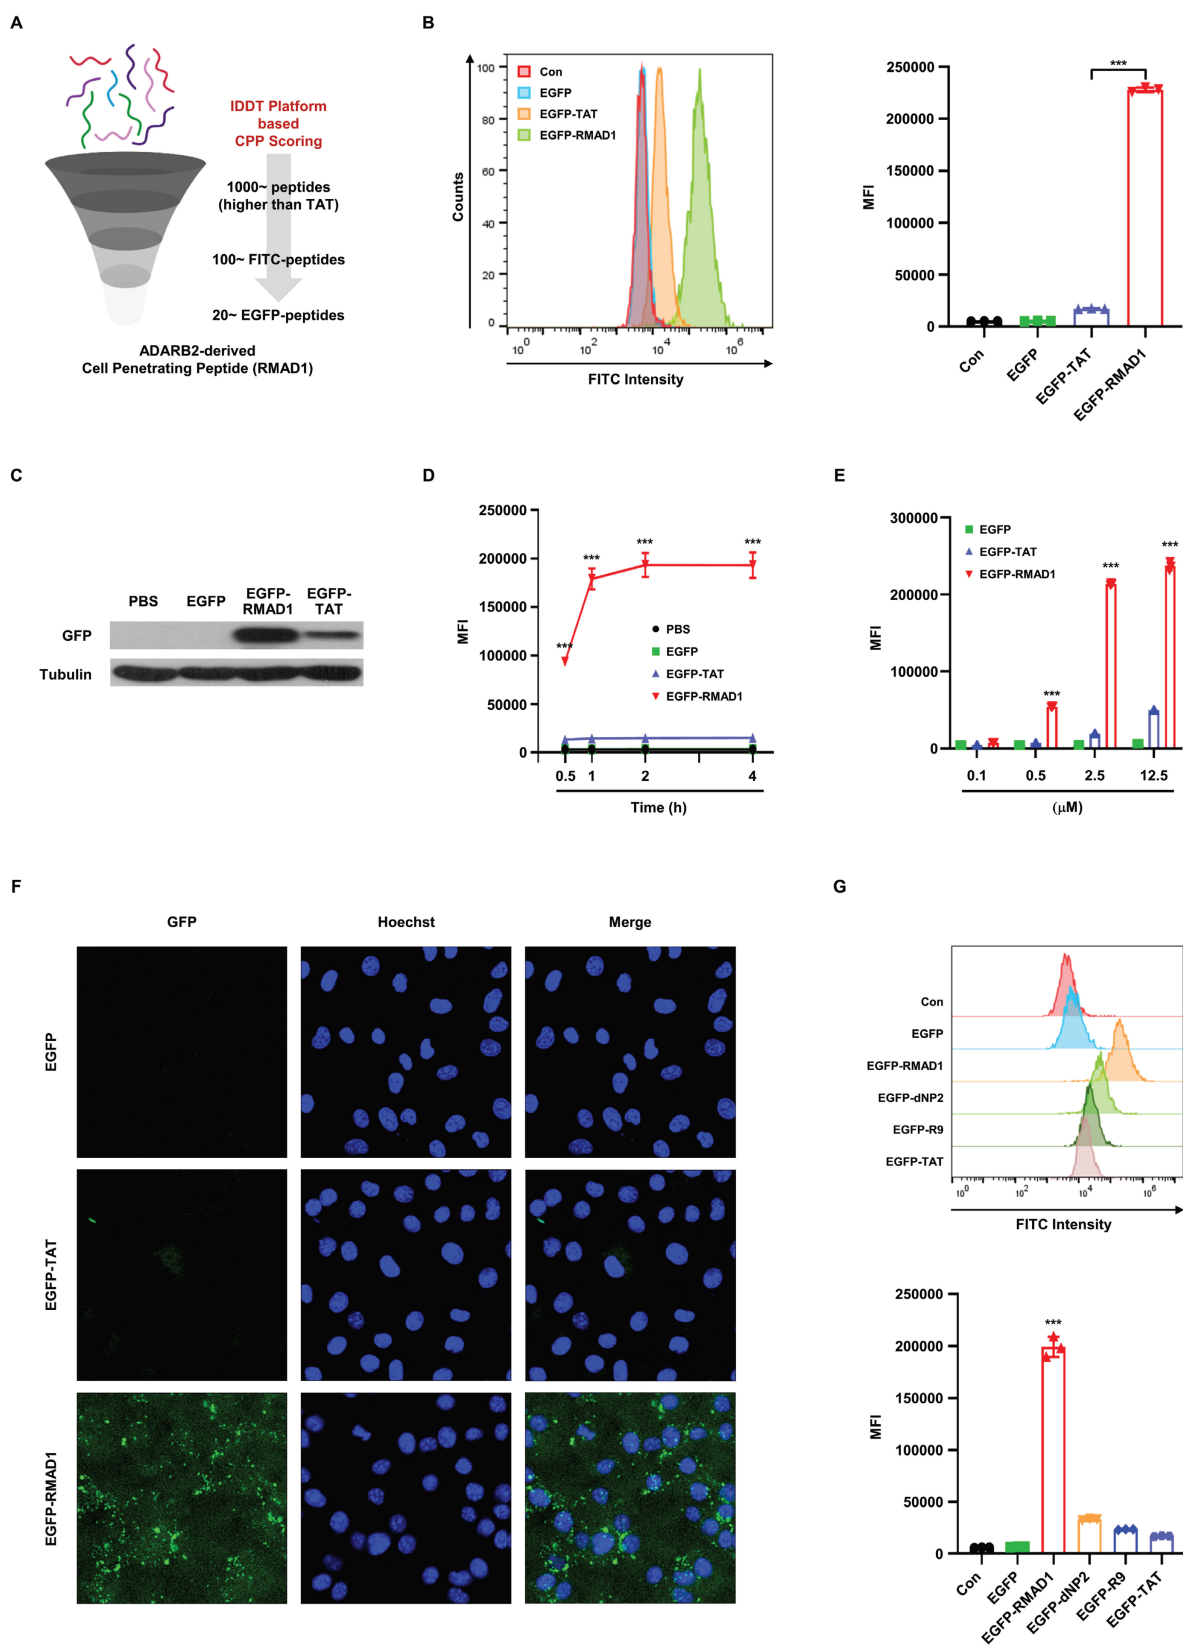 A
IDDT Platform
based
CPP Scoring
1000~ peptides
(higher than TAT)
100~ FITC-peptides
20~ EGFP-peptides
ADARB2-derived
Cell Penetrating Peptide (RMAD1)
B
Counts
100
80
60
40
20
0
Con
EGFP
EGFP-TAT
EGFP-RMAD1
10^0
10^2
10^4
10^6
FITC Intensity
MFI
250000
200000
150000
100000
50000
0
***
Con
EGFP
EGFP-TAT
EGFP-RMAD1
C
PBS
EGFP
EGFP-
RMAD1
EGFP-
TAT
GFP
Tubulin
D
MFI
250000
200000
150000
100000
50000
0
***
***
***
***
PBS
EGFP
EGFP-TAT
EGFP-RMAD1
0.5
1
2
4
Time (h)
E
MFI
300000
200000
100000
0
EGFP
EGFP-TAT
EGFP-RMAD1
***
***
***
0.1
0.5
2.5
12.5
(μM)
F
GFP
Hoechst
Merge
EGFP
EGFP-TAT
EGFP-RMAD1
G
Con
EGFP
EGFP-RMAD1
EGFP-dNP2
EGFP-R9
EGFP-TAT
10^0
10^2
10^4
10^6
FITC Intensity
MFI
250000
200000
150000
100000
50000
0
***
Con
EGFP
EGFP-RMAD1
EGFP-dNP2
EGFP-R9
EGFP-TAT